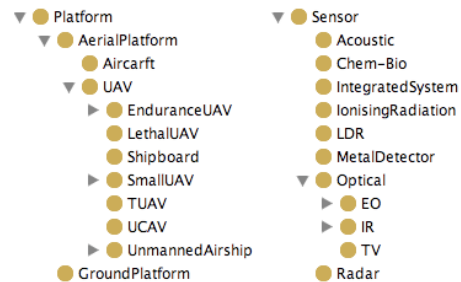 Platform
AerialPlatform
Aircarft
UAV
EnduranceUAV
LethalUAV
Shipboard
SmallUAV
TUAV
UCAV
UnmannedAirship
GroundPlatform
Sensor
Acoustic
Chem-Bio
IntegratedSystem
IonisingRadiation
LDR
MetalDetector
Optical
EO
IR
TV
Radar